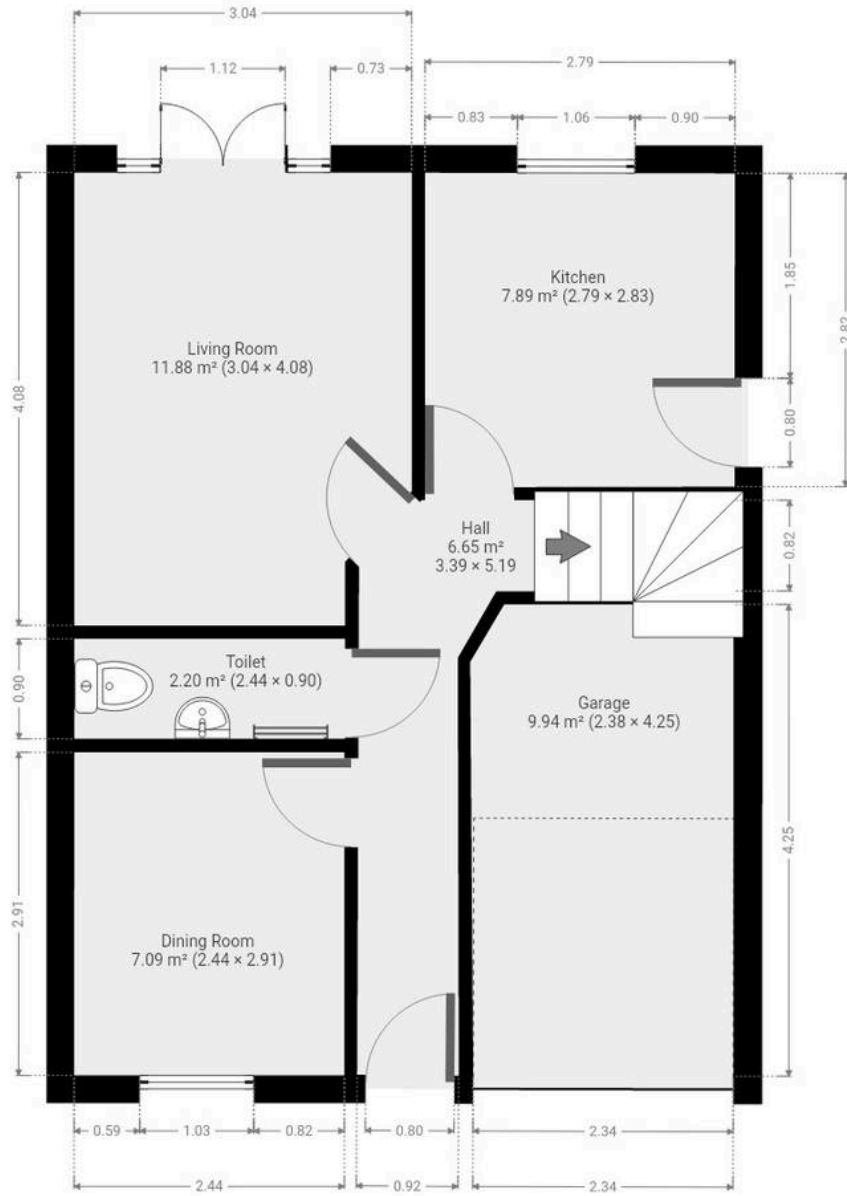 3.04
1.12
0.73
2.79
0.83
1.06
0.90
4.08
1.85
2.82
Kitchen
7.89 m² (2.79 × 2.83)
Living Room
11.88 m² (3.04 × 4.08)
0.80
Hall
6.65 m²
3.39 × 5.19
0.82
0.90
Toilet
2.20 m² (2.44 × 0.90)
Garage
9.94 m² (2.38 × 4.25)
4.25
2.91
Dining Room
7.09 m² (2.44 × 2.91)
0.59
1.03
0.82
0.80
2.34
2.44
0.92
2.34